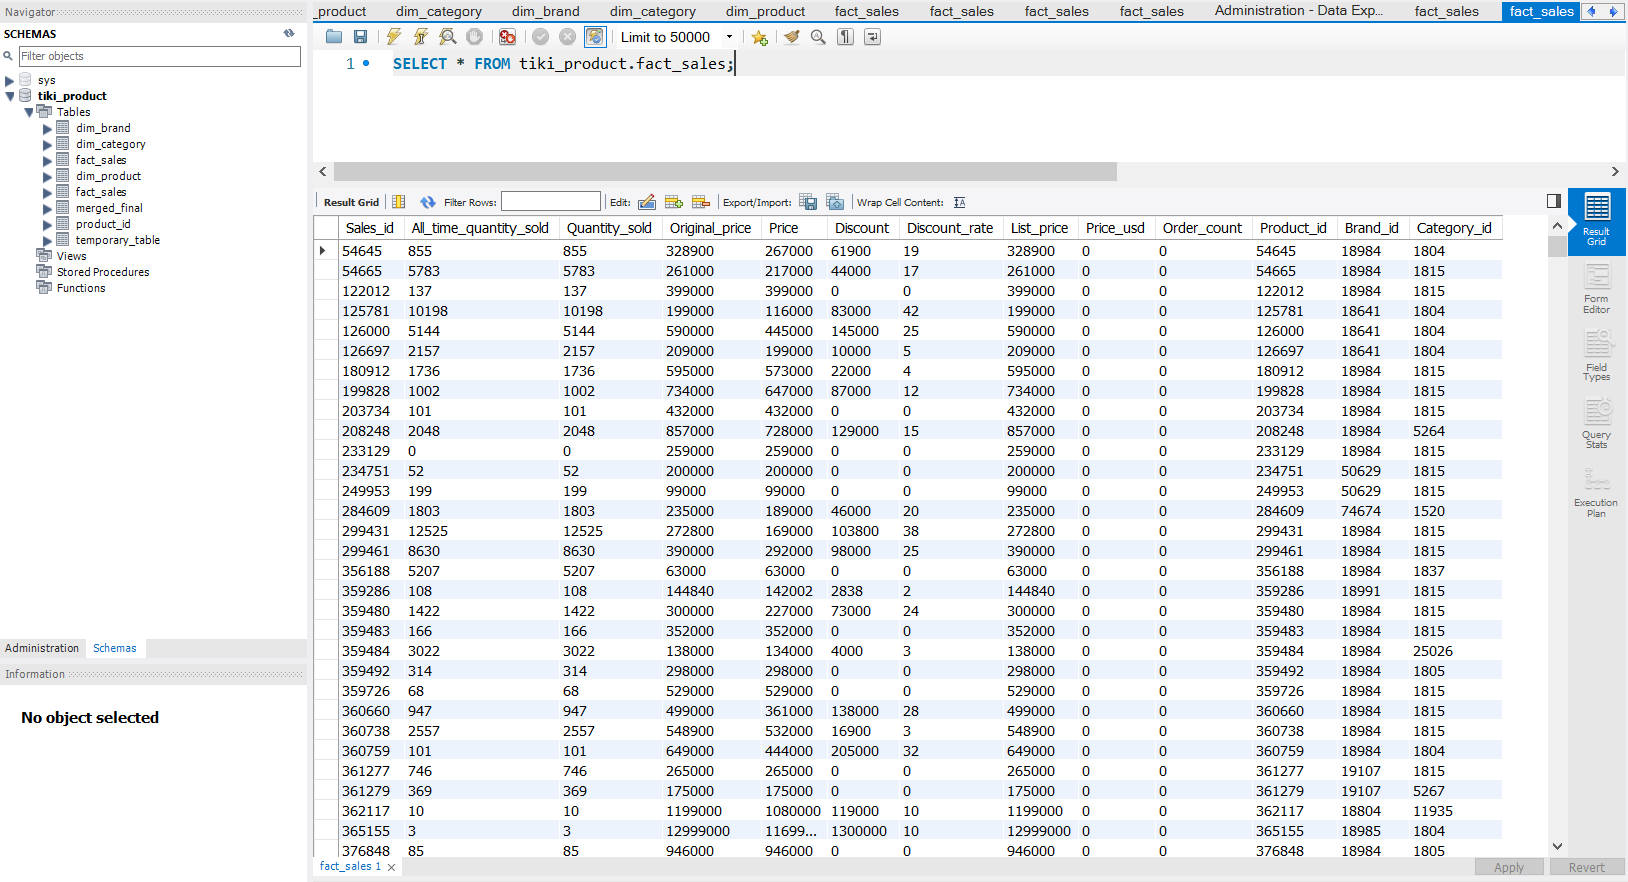 Navigator
SCHEMAS
Filter objects
sys
tiki_product
Tables
dim_brand
dim_category
fact_sales
dim_product
fact_sales
merged_final
product_id
temporary_table
Views
Stored Procedures
Functions
Administration Schemas
Information
No object selected
_product dim_category dim_brand dim_category dim_product fact_sales fact_sales fact_sales fact_sales Administration - Data Exp... fact_sales fact_sales
Limit to 50000
1 SELECT * FROM tiki_product.fact_sales;
Result Grid Filter Rows: Edit: Export/Import: Wrap Cell Content:
Sales_id All_time_quantity_sold Quantity_sold Original_price Price Discount Discount_rate List_price Price_usd Order_count Product_id Brand_id Category_id
54645 855 855 328900 267000 61900 19 328900 0 0 54645 18984 1804
54665 5783 5783 261000 217000 44000 17 261000 0 0 54665 18984 1815
122012 137 137 399000 399000 0 0 399000 0 0 122012 18984 1815
125781 10198 10198 199000 116000 83000 42 199000 0 0 125781 18641 1804
126000 5144 5144 590000 445000 145000 25 590000 0 0 126000 18984 1804
126697 2157 2157 209000 199000 10000 5 209000 0 0 126697 18641 1804
180912 1736 1736 595000 573000 22000 4 595000 0 0 180912 18984 1815
199828 1002 1002 734000 647000 87000 12 734000 0 0 199828 18984 1815
203734 101 101 432000 432000 0 0 432000 0 0 203734 18984 1815
208248 2048 2048 857000 728000 129000 15 857000 0 0 208248 18984 5264
233129 0 0 259000 259000 0 0 259000 0 0 233129 18984 1815
234751 52 52 200000 200000 0 0 200000 0 0 234751 50629 1815
249953 199 199 99000 99000 0 0 99000 0 0 249953 50629 1815
284609 1803 1803 235000 189000 46000 20 235000 0 0 284609 74674 1520
299431 12525 12525 272800 169000 103800 38 272800 0 0 299431 18984 1815
299461 8630 8630 390000 292000 98000 25 390000 0 0 299461 18984 1815
356188 5207 5207 63000 63000 0 0 63000 0 0 356188 18984 1837
359286 108 108 144840 142002 2838 2 144840 0 0 359286 18991 1815
359480 1422 1422 300000 227000 73000 24 300000 0 0 359480 18984 1815
359483 166 166 352000 352000 0 0 352000 0 0 359483 18984 1815
359484 3022 3022 138000 134000 4000 3 138000 0 0 359484 18984 25026
359492 314 314 298000 298000 0 0 298000 0 0 359492 18984 1805
359726 68 68 529000 529000 0 0 529000 0 0 359726 18984 1815
360660 947 947 499000 361000 138000 28 499000 0 0 360660 18984 1815
360738 2557 2557 548900 532000 16900 3 548900 0 0 360738 18984 1815
360759 101 101 649000 444000 205000 32 649000 0 0 360759 18984 1804
361277 746 746 265000 265000 0 0 265000 0 0 361277 19107 1815
361279 369 369 175000 175000 0 0 175000 0 0 361279 19107 5267
362117 10 10 1199000 1080000 119000 10 1199000 0 0 362117 18804 11935
365155 3 3 12999000 11699... 1300000 10 12999000 0 0 365155 18985 1804
376848 85 85 946000 946000 0 0 946000 0 0 376848 18984 1805
Result
Grid
Form
Editor
Field
Types
Query
Stats
Execution
Plan
fact_sales 1
Apply Revert